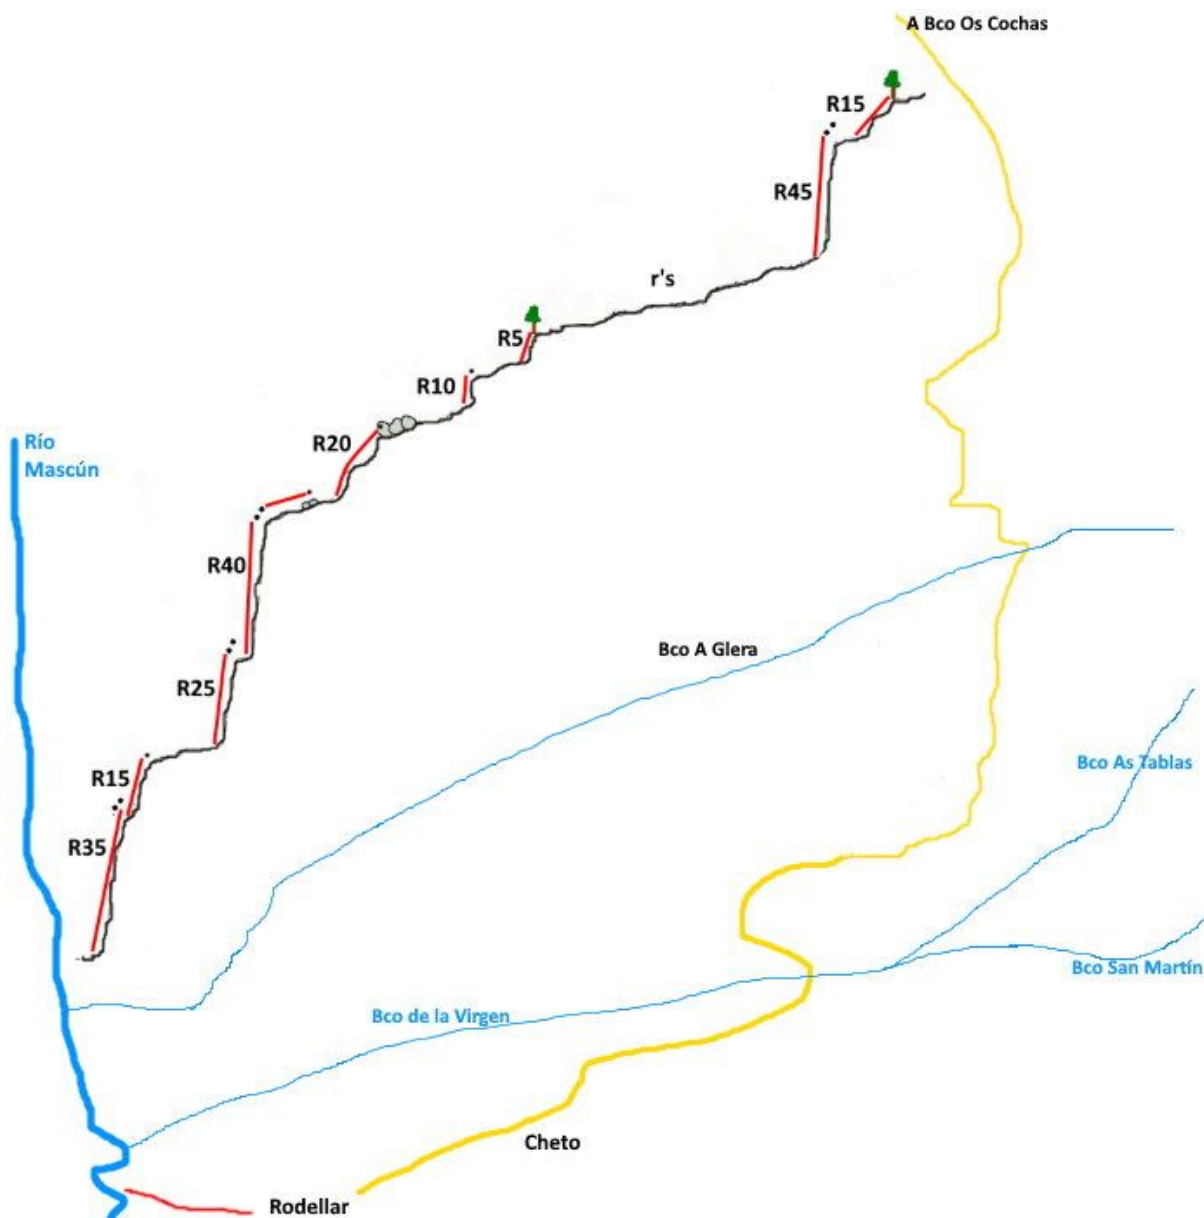 A Bco Os Cochas
R15
R45
r's
R5
R10
Río
Mascún
R20
R40
Bco A Glera
R25
Bco As Tablas
R15
R35
Bco San Martín
Bco de la Virgen
Cheto
Rodellar